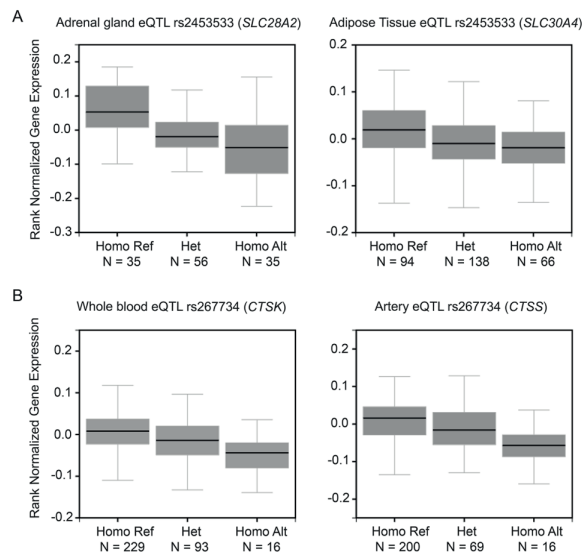 A
Adrenal gland eQTL rs2453533 (SLC28A2)
Rank Normalized Gene Expression
0.2
0.1
0.0
-0.1
-0.2
-0.3
Homo Ref Het Homo Alt
N = 35 N = 56 N = 35
Adipose Tissue eQTL rs2453533 (SLC30A4)
0.2
0.1
0.0
-0.1
-0.2
Homo Ref Het Homo Alt
N = 94 N = 138 N = 66
B
Whole blood eQTL rs267734 (CTSK)
Rank Normalized Gene Expression
0.2
0.1
0.0
-0.1
-0.2
Homo Ref Het Homo Alt
N = 229 N = 93 N = 16
Artery eQTL rs267734 (CTSS)
0.2
0.1
0.0
-0.1
-0.2
Homo Ref Het Homo Alt
N = 200 N = 69 N = 16